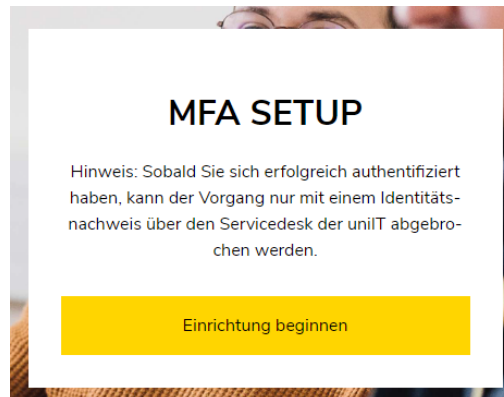 MFA SETUP
Hinweis: Sobald Sie sich erfolgreich authentifiziert
haben, kann der Vorgang nur mit einem Identitäts-
nachweis über den Servicedesk der uniIT abgebro-
chen werden.
Einrichtung beginnen